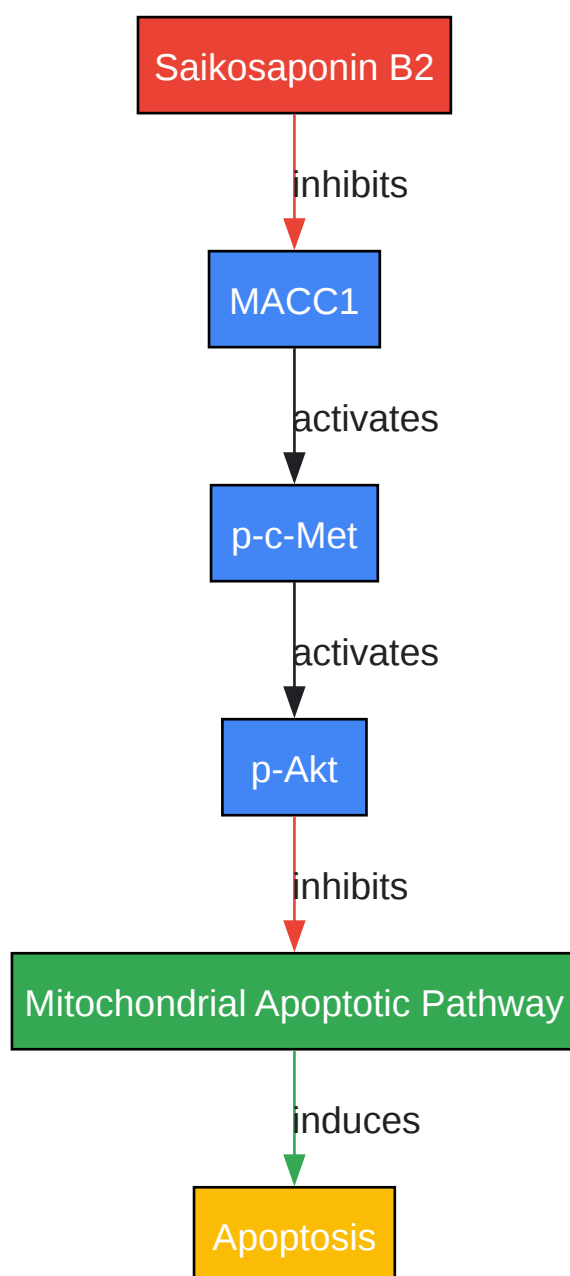 Saikosaponin B2
inhibits
MACC1
activates
p-c-Met
activates
p-Akt
inhibits
Mitochondrial Apoptotic Pathway
induces
Apoptosis